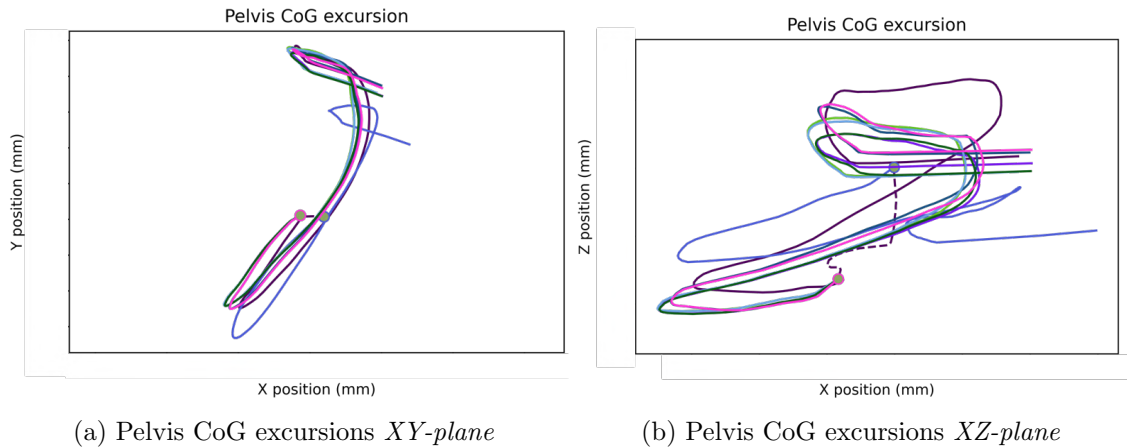 Pelvis CoG excursion
Y position (mm)
X position (mm)
(a) Pelvis CoG excursions XY-plane
Pelvis CoG excursion
Z position (mm)
X position (mm)
(b) Pelvis CoG excursions XZ-plane